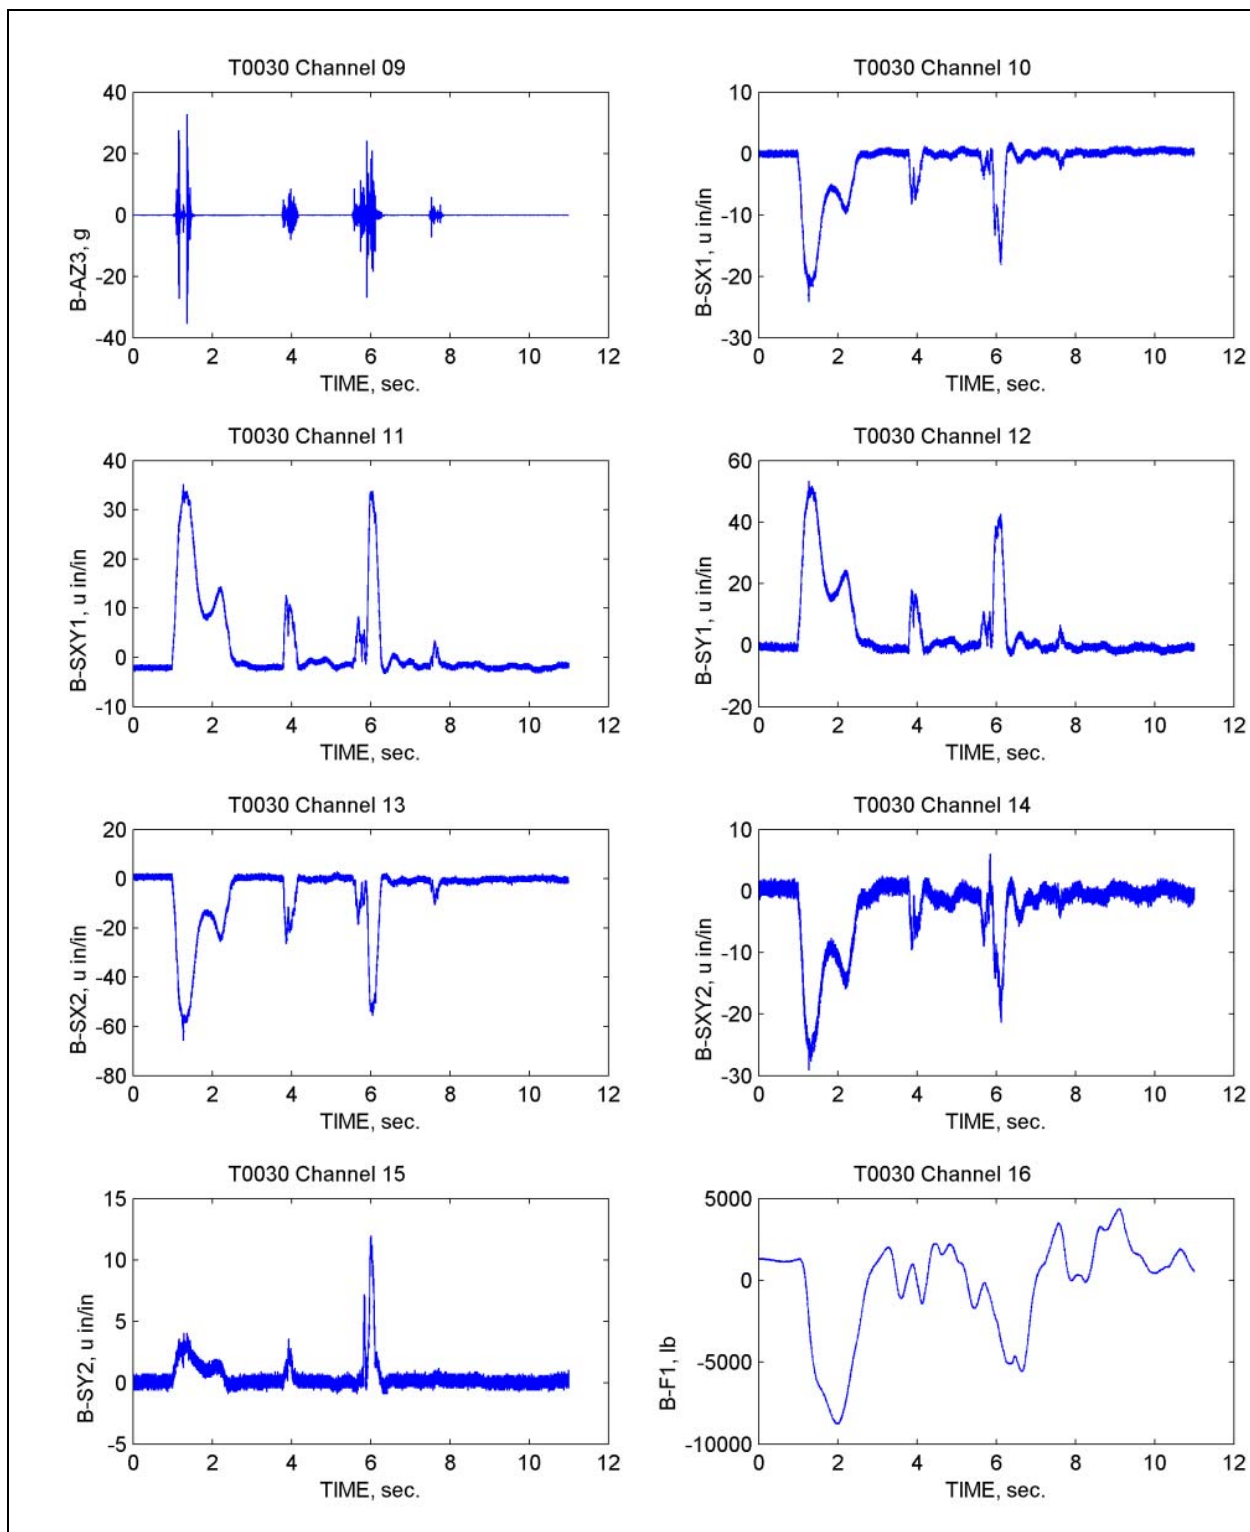 T0030 Channel 09
B-AZ3, g
40
20
0
-20
-40
0 2 4 6 8 10 12
TIME, sec.
T0030 Channel 10
B-SX1, u in/in
10
0
-10
-20
-30
0 2 4 6 8 10 12
TIME, sec.
T0030 Channel 11
B-SXY1, u in/in
40
30
20
10
0
-10
0 2 4 6 8 10 12
TIME, sec.
T0030 Channel 12
B-SY1, u in/in
60
40
20
0
-20
0 2 4 6 8 10 12
TIME, sec.
T0030 Channel 13
B-SX2, u in/in
20
0
-20
-40
-60
-80
0 2 4 6 8 10 12
TIME, sec.
T0030 Channel 14
B-SXY2, u in/in
10
0
-10
-20
-30
0 2 4 6 8 10 12
TIME, sec.
T0030 Channel 15
B-SY2, u in/in
15
10
5
0
-5
0 2 4 6 8 10 12
TIME, sec.
T0030 Channel 16
B-F1, lb
5000
0
-5000
-10000
0 2 4 6 8 10 12
TIME, sec.